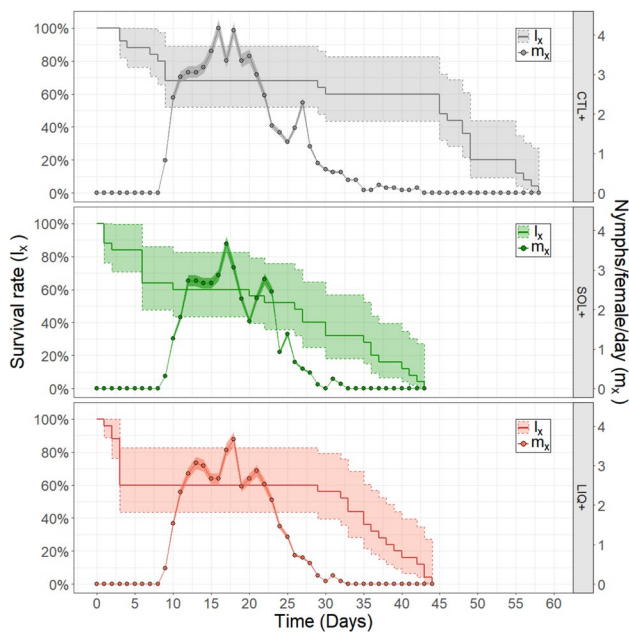 Survival rate (lₓ)
Nymphs/female/day (mₓ)
Time (Days)
100%
80%
60%
40%
20%
0%
lₓ
mₓ
4
3
2
1
0
CTL+
100%
80%
60%
40%
20%
0%
lₓ
mₓ
4
3
2
1
0
SOL+
100%
80%
60%
40%
20%
0%
lₓ
mₓ
4
3
2
1
0
LIQ+
0 5 10 15 20 25 30 35 40 45 50 55 60